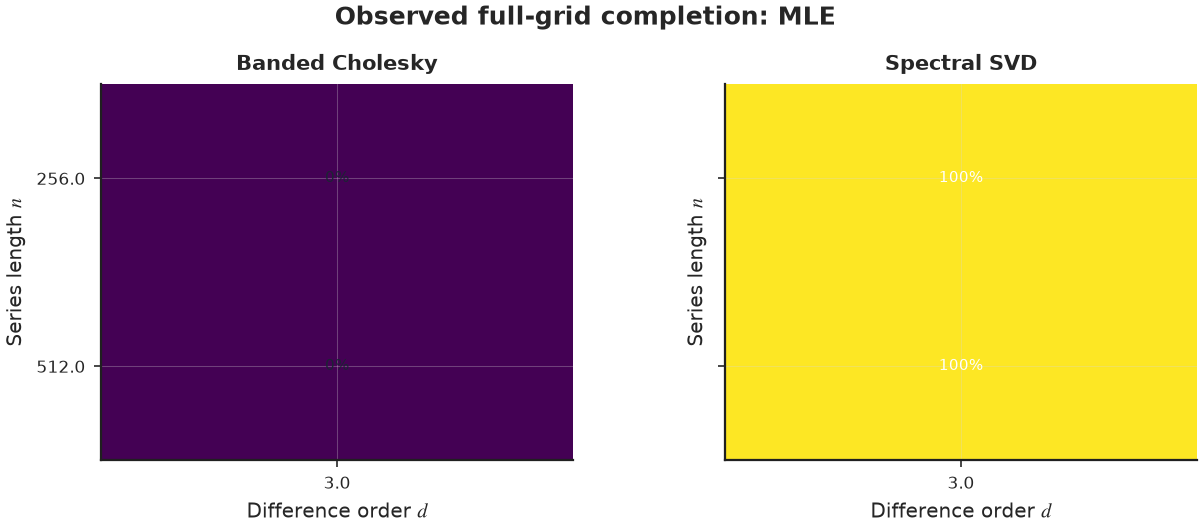 Observed full-grid completion: MLE
Banded Cholesky
Spectral SVD
256.0
512.0
3.0
Series length n
Difference order d
100%
100%
3.0
Series length n
Difference order d